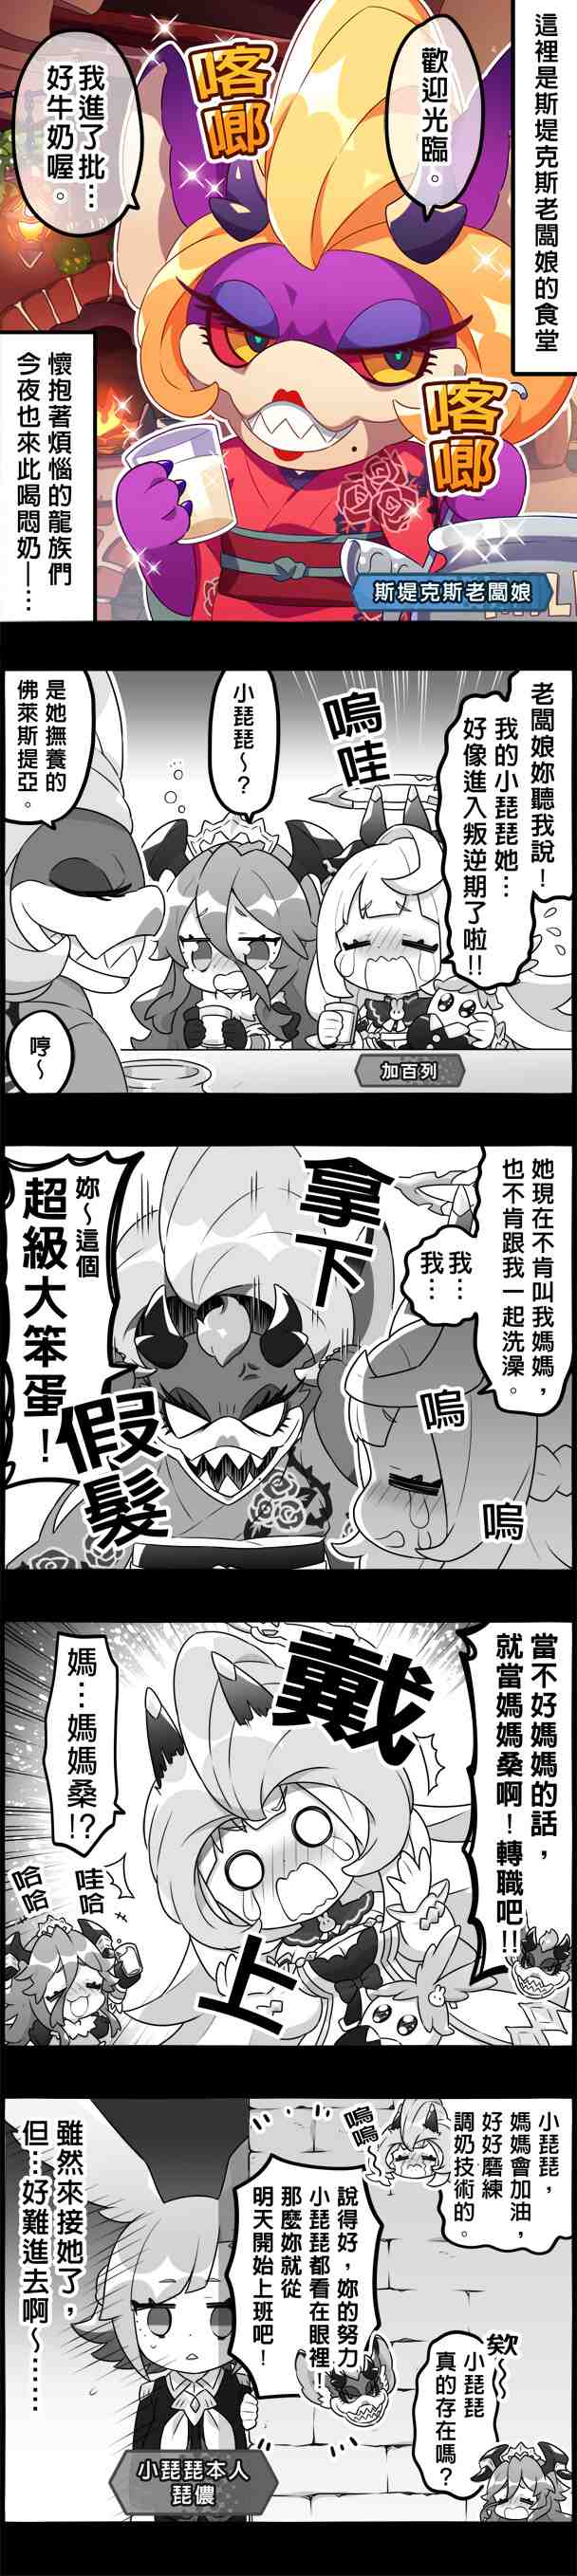 這裡是斯堤克斯老闆娘的食堂
歡迎光臨。
喀啷
我進了批…
好牛奶喔。
喀啷
斯堤克斯老闆娘
懷抱著煩惱的龍族們
今夜也來此喝悶奶—…
老闆娘妳聽我說！
我的小琵琵她…
好像進入叛逆期了啦!!
嗚哇
小琵琵～？
是她撫養的
佛萊斯提亞。
哼～
加百列
她現在不肯叫我媽媽，
也不肯跟我一起洗澡。
我…
我…
嗚
嗚
拿下
假髮
妳～這個
超級大笨蛋！
當不好媽媽的話，
就當媽媽桑啊！轉職吧!!
戴
上
媽…媽媽桑!?
哇哈
哈哈
小琵琵，
媽媽會加油，
好好磨練
調奶技術的。
嗚嗚～
說得好，妳的努力
小琵琵都看在眼裡！
那麼妳就從
明天開始上班吧！
欸～
小琵琵
真的存在嗎？
雖然來接她了，
但…好難進去啊～……
小琵琵本人
琵儂